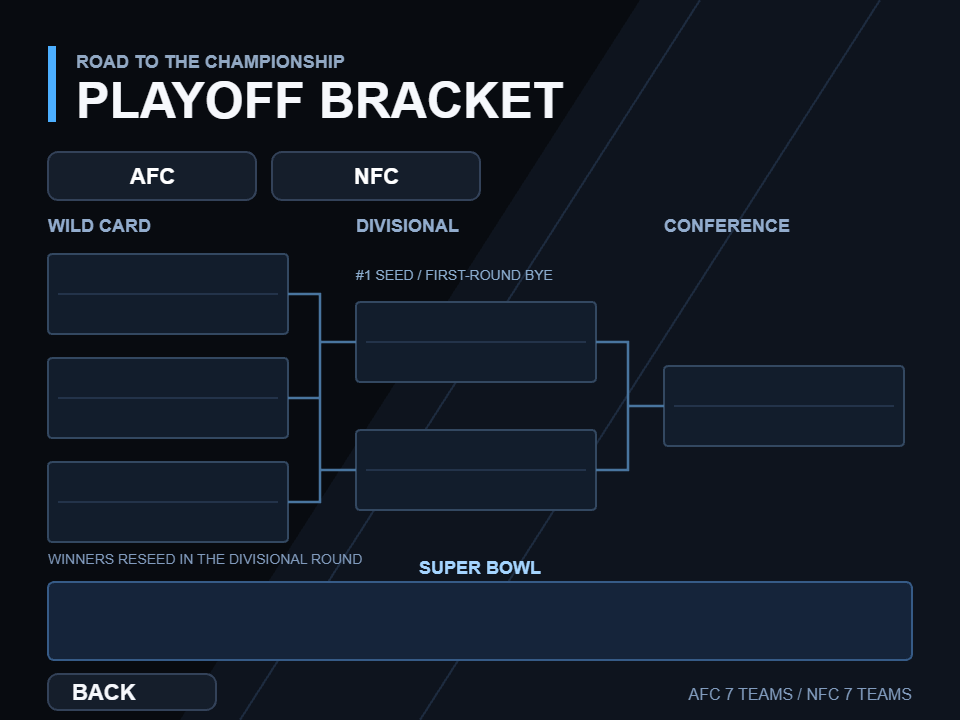 ROAD TO THE CHAMPIONSHIP
PLAYOFF BRACKET
AFC
NFC
WILD CARD
DIVISIONAL
CONFERENCE
#1 SEED / FIRST-ROUND BYE
WINNERS RESEED IN THE DIVISIONAL ROUND
SUPER BOWL
BACK
AFC 7 TEAMS / NFC 7 TEAMS